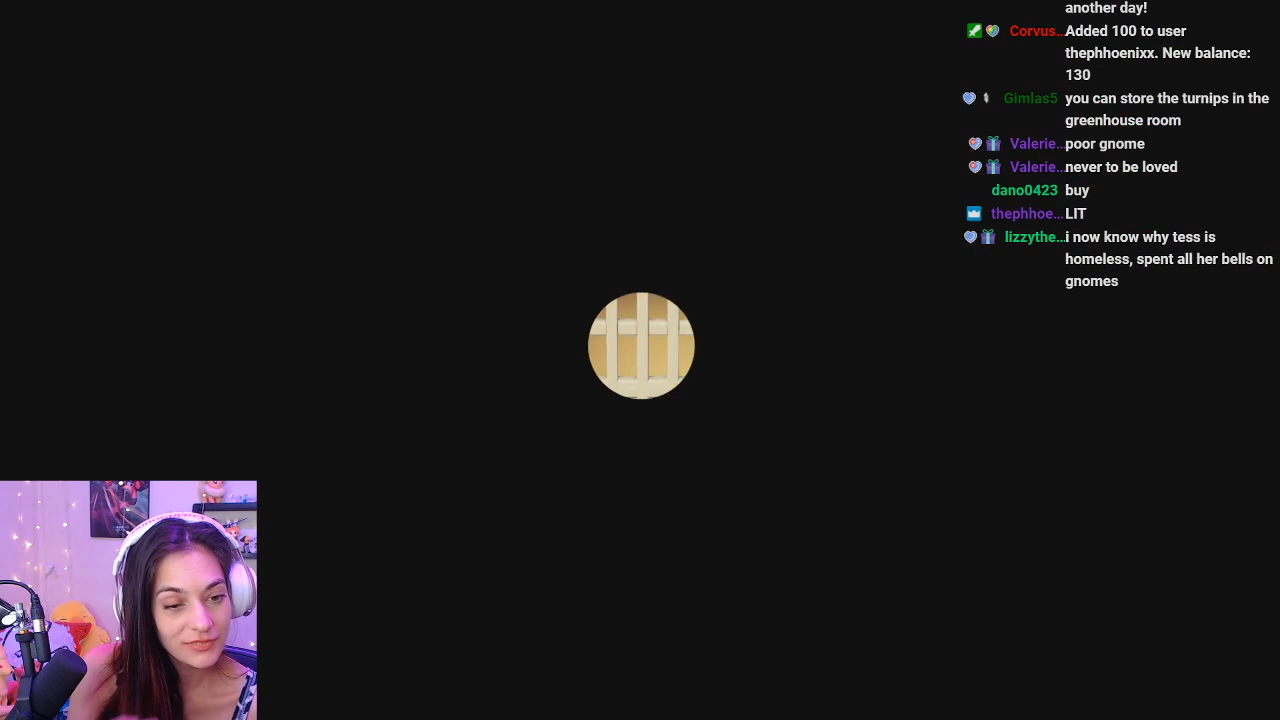 another day!
Corvus… Added 100 to user
thephhoenixx. New balance:
130
Gimlas5 you can store the turnips in the
greenhouse room
Valerie… poor gnome
Valerie… never to be loved
dano0423 buy
thephhoe… LIT
lizzythe… i now know why tess is
homeless, spent all her bells on
gnomes